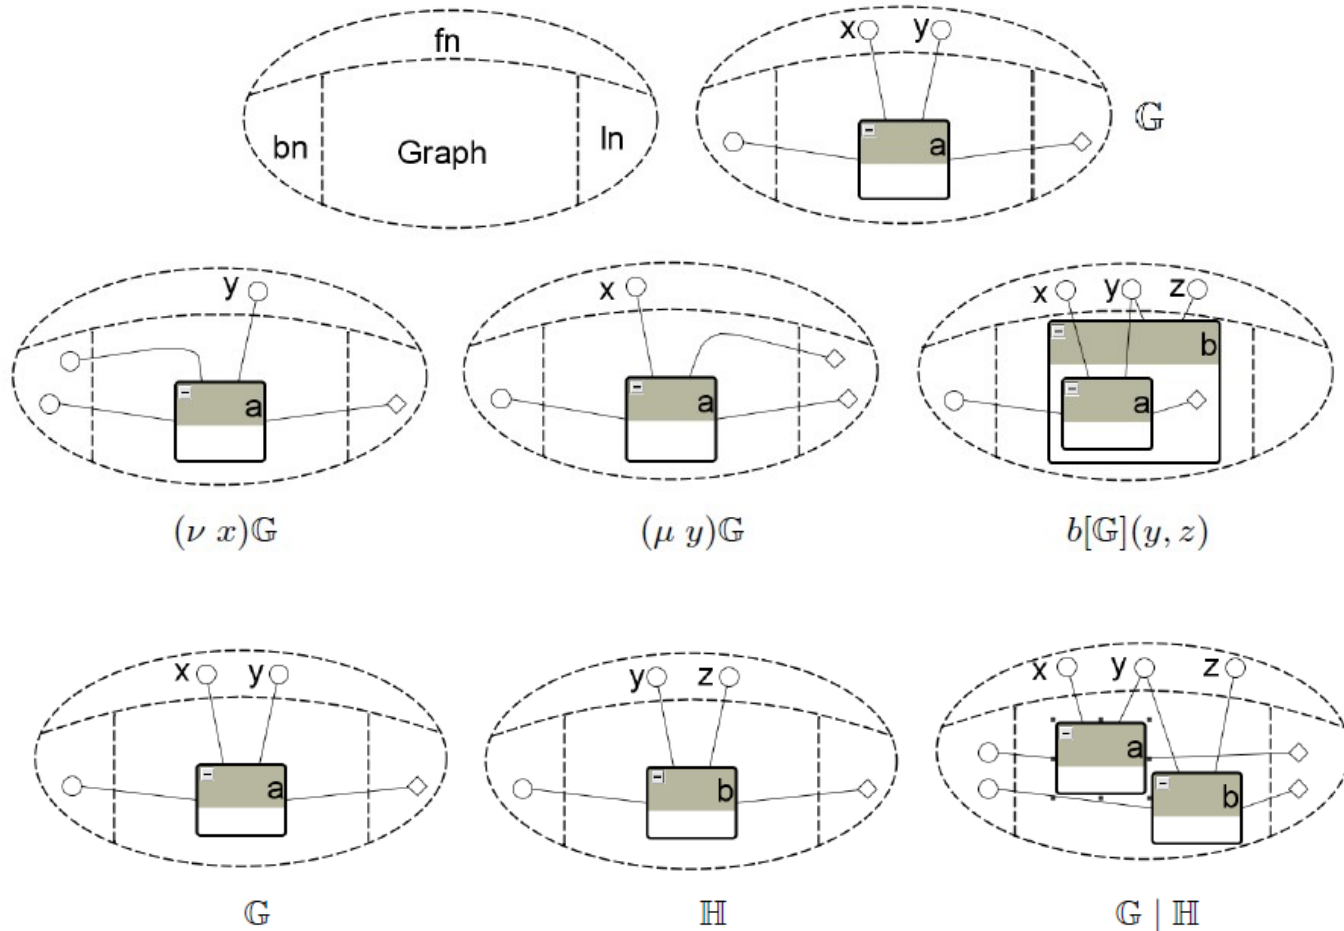 fn
bn
Graph
ln
x y
a
𝔾
y
a
(ν x)𝔾
x
a
(μ y)𝔾
x y z
b
a
b[𝔾](y, z)
x y
a
𝔾
y z
b
ℍ
x y z
a
b
𝔾 | ℍ